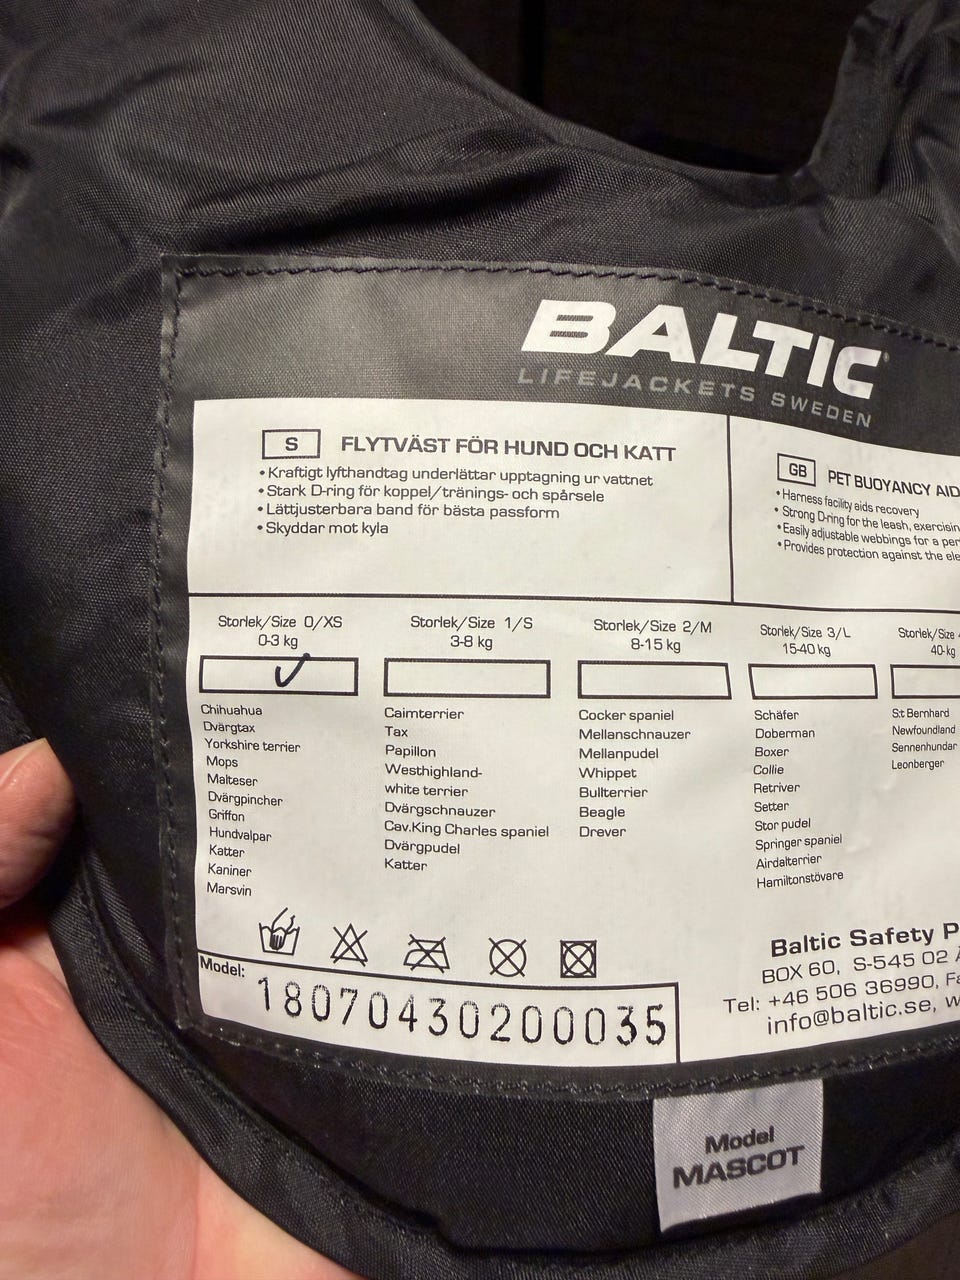 BALTIC
LIFEJACKETS SWEDEN
S FLYTVÄST FÖR HUND OCH KATT
• Kraftigt lyfthandtag underlättar upptagning ur vattnet
• Stark D-ring för koppel/tränings- och spårsele
• Lättjusterbara band för bästa passform
• Skyddar mot kyla
GB PET BUOYANCY AID
• Harness facility aids recovery
• Strong D-ring for the leash, exercisin
• Easily adjustable webbings for a per
• Provides protection against the ele
Storlek/Size 0/XS
0-3 kg
Chihuahua
Dvärgtax
Yorkshire terrier
Mops
Malteser
Dvärgpincher
Griffon
Hundvalpar
Katter
Kaniner
Marsvin
Storlek/Size 1/S
3-8 kg
Cairnterrier
Tax
Papillon
Westhighland-
white terrier
Dvärgschnauzer
Cav.King Charles spaniel
Dvärgpudel
Katter
Storlek/Size 2/M
8-15 kg
Cocker spaniel
Mellanschnauzer
Mellanpudel
Whippet
Bullterrier
Beagle
Drever
Storlek/Size 3/L
15-40 kg
Schäfer
Doberman
Boxer
Collie
Retriver
Setter
Stor pudel
Springer spaniel
Airdalterrier
Hamiltonstövare
Storlek/Size
40-kg
S:t Bernhard
Newfoundland
Sennenhundar
Leonberger
Model:
18070430200035
Baltic Safety P
BOX 60, S-545 02
Tel: +46 506 36990, Fa
info@baltic.se, w
Model
MASCOT